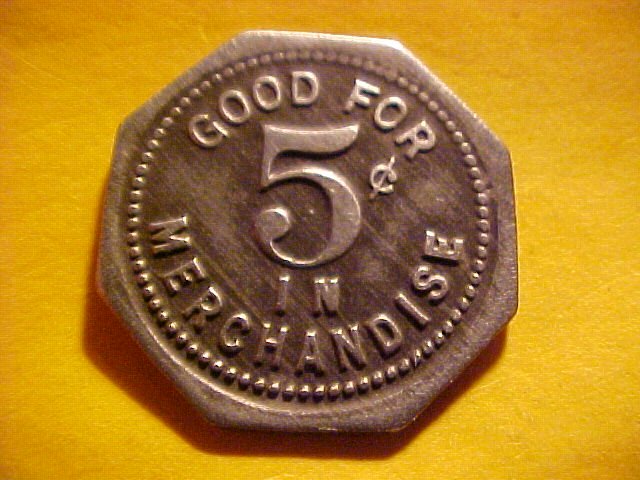 GOOD FOR
5¢
IN
MERCHANDISE